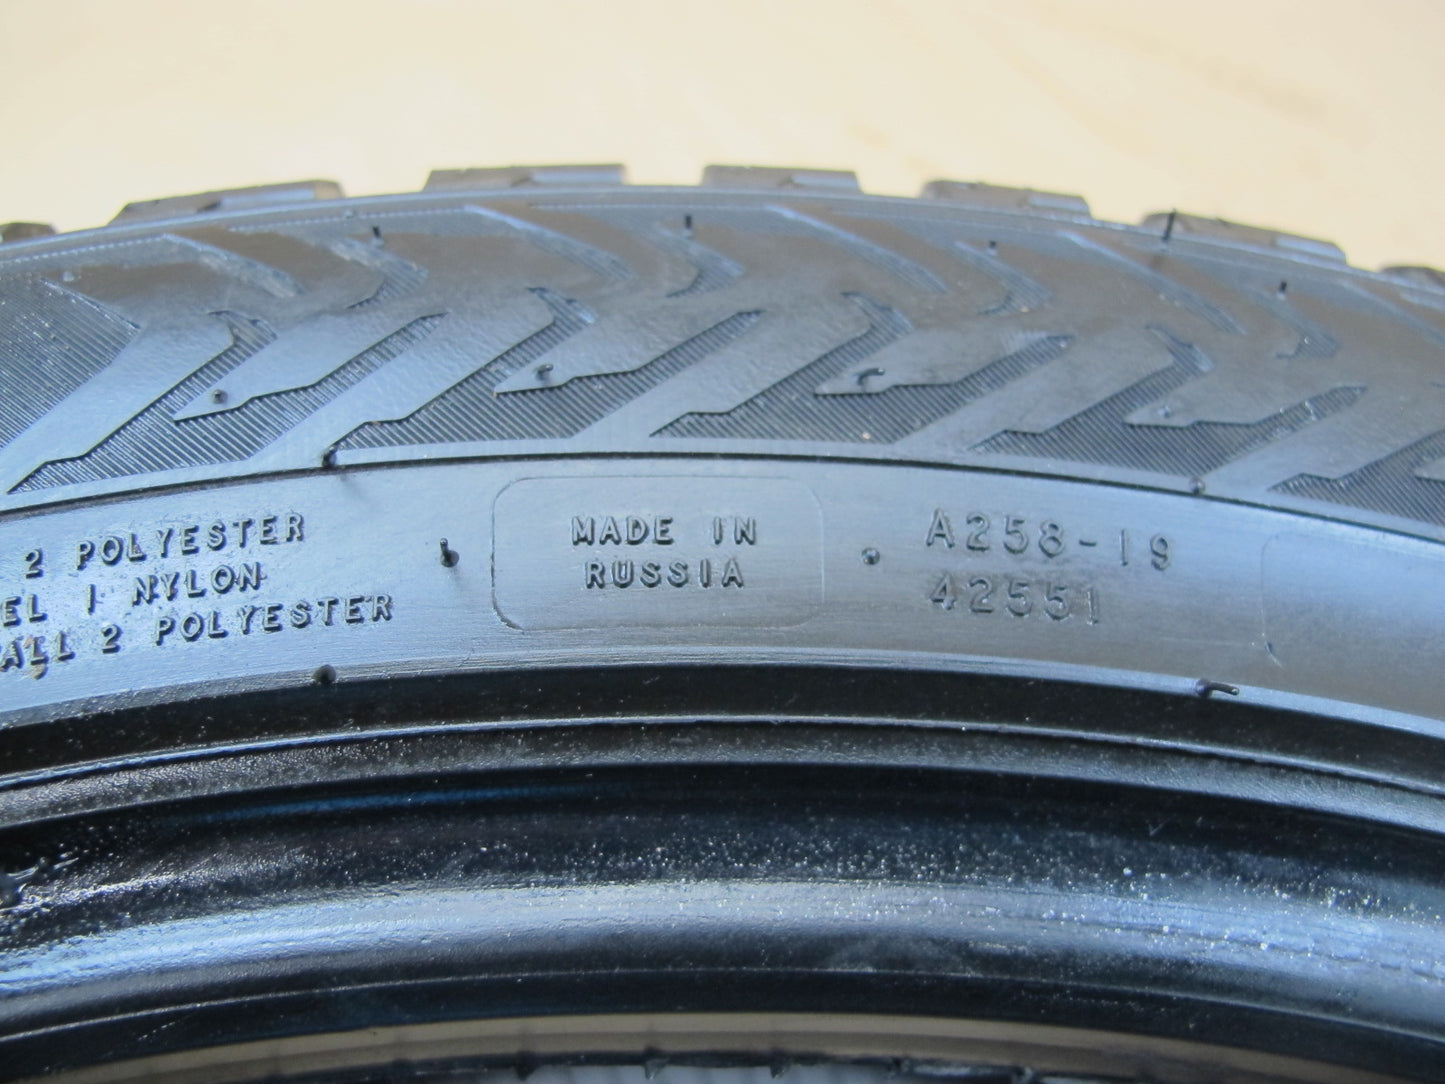 2 POLYESTER
EL 1 NYLON
ALL 2 POLYESTER
MADE IN
RUSSIA
A258-19
42551